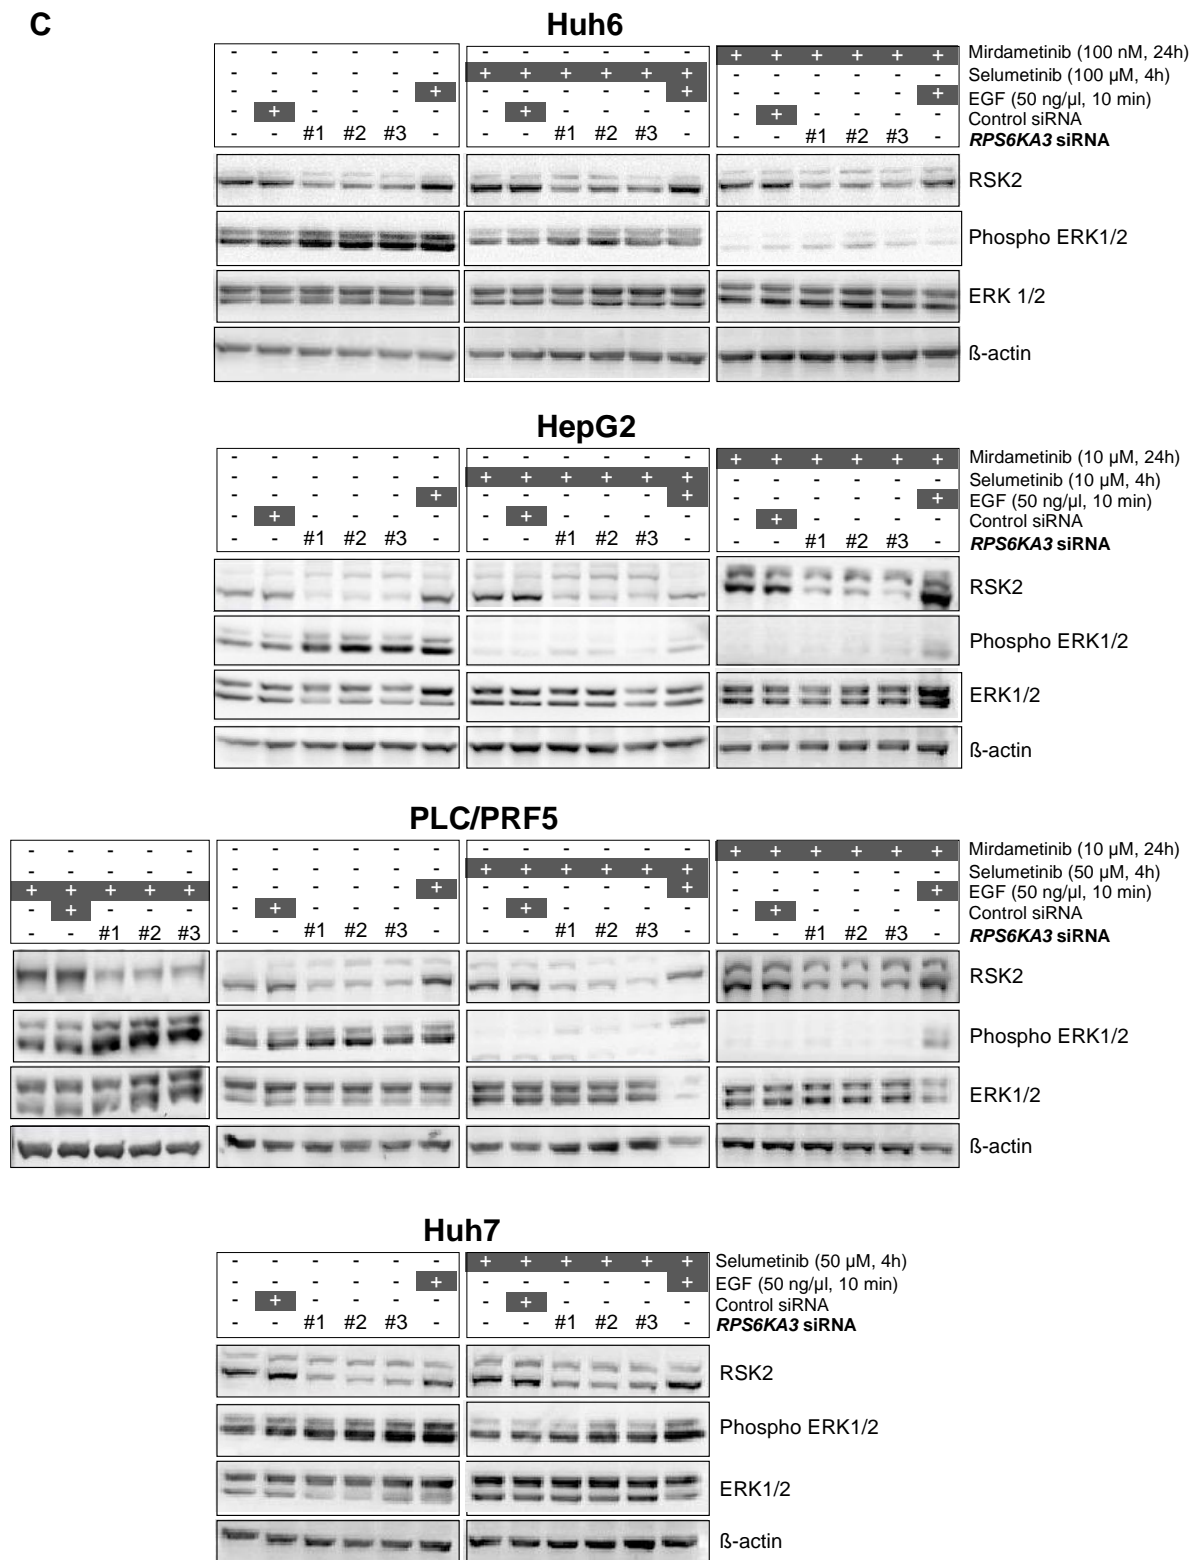 C
Huh6
- - - - - - - - - - - - + + + + + + Mirdametinib (100 nM, 24h)
- - - - - - + + + + + + - - - - - - Selumetinib (100 µM, 4h)
- - - - - + - - - - - + - - - - - + EGF (50 ng/µl, 10 min)
- + - - - - - + - - - - - + - - - - Control siRNA
- - #1 #2 #3 - - - #1 #2 #3 - - - #1 #2 #3 - RPS6KA3 siRNA
RSK2
Phospho ERK1/2
ERK 1/2
ß-actin
HepG2
- - - - - - - - - - - - + + + + + + Mirdametinib (10 µM, 24h)
- - - - - - + + + + + + - - - - - - Selumetinib (10 µM, 4h)
- - - - - + - - - - - + - - - - - + EGF (50 ng/µl, 10 min)
- + - - - - - + - - - - - + - - - - Control siRNA
- - #1 #2 #3 - - - #1 #2 #3 - - - #1 #2 #3 - RPS6KA3 siRNA
RSK2
Phospho ERK1/2
ERK1/2
ß-actin
PLC/PRF5
- - - - - - - - - - - - - - - - - + + + + + + Mirdametinib (10 µM, 24h)
- - - - - - - - - - - + + + + + + - - - - - - Selumetinib (50 µM, 4h)
+ + + + + - - - - - + - - - - - + - - - - - + EGF (50 ng/µl, 10 min)
- + - - - - + - - - - - + - - - - - + - - - - Control siRNA
- - #1 #2 #3 - - #1 #2 #3 - - - #1 #2 #3 - - - #1 #2 #3 - RPS6KA3 siRNA
RSK2
Phospho ERK1/2
ERK1/2
ß-actin
Huh7
- - - - - - + + + + + + Selumetinib (50 µM, 4h)
- - - - - + - - - - - + EGF (50 ng/µl, 10 min)
- + - - - - - + - - - - Control siRNA
- - #1 #2 #3 - - - #1 #2 #3 - RPS6KA3 siRNA
RSK2
Phospho ERK1/2
ERK1/2
ß-actin